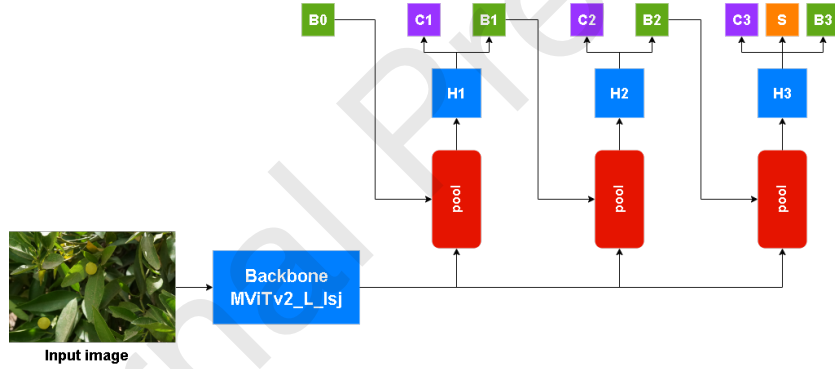 B0 C1 B1 C2 B2 C3 S B3
H1 H2 H3
pool pool pool
Backbone
MViTv2_L_lsj
Input image